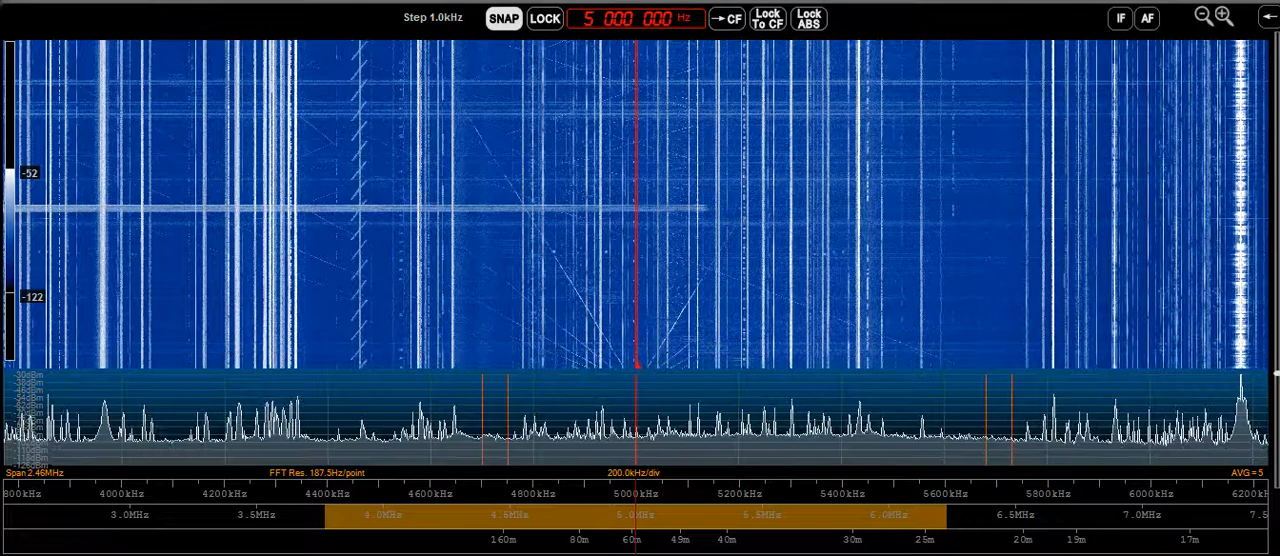 Step 1.0kHz SNAP LOCK 5 000 000 Hz →CF Lock To CF Lock ABS IF AF
-52
-122
-30dBm
-38dBm
Span 2.46MHz FFT Res. 187.5Hz/point 200.0kHz/div AVG = 5
800kHz 4000kHz 4200kHz 4400kHz 4600kHz 4800kHz 5000kHz 5200kHz 5400kHz 5600kHz 5800kHz 6000kHz 6200kHz
3.0MHz 3.5MHz 4.0MHz 4.5MHz 5.0MHz 5.5MHz 6.0MHz 6.5MHz 7.0MHz 7.5
160m 80m 60m 49m 40m 30m 25m 20m 19m 17m